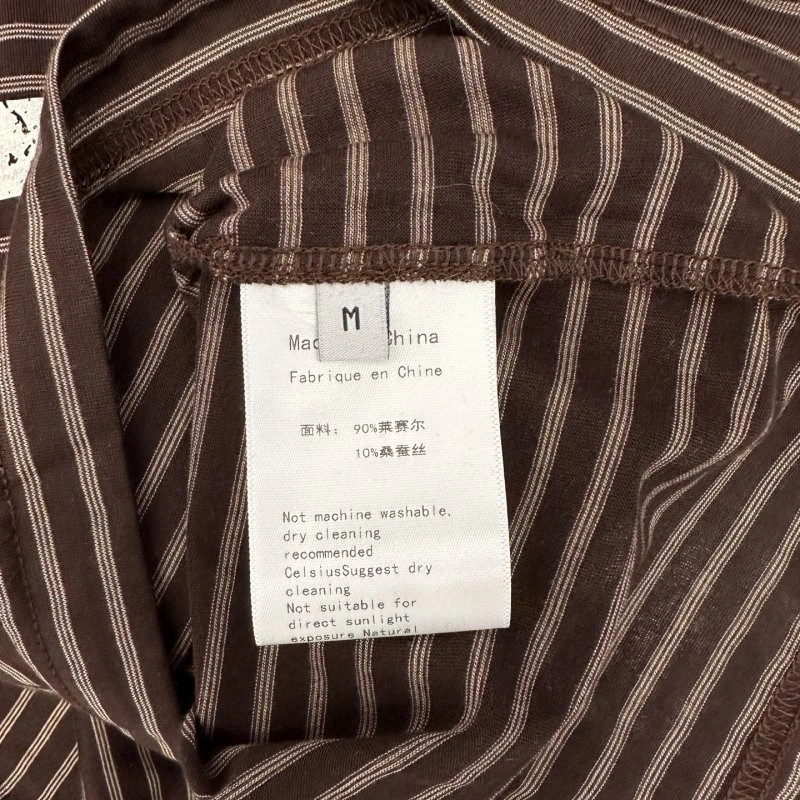 M
Mad China
Fabrique en Chine
面料: 90%莱赛尔
10%桑蚕丝
Not machine washable.
dry cleaning
recommended
CelsiusSuggest dry
cleaning
Not suitable for
direct sunlight
exposure Natural